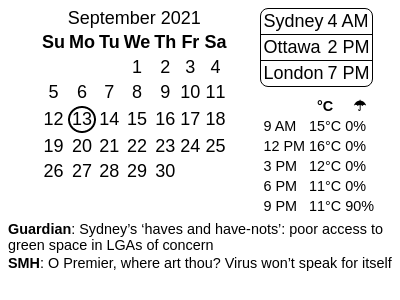 September 2021
Su Mo Tu We Th Fr Sa
1 2 3 4
5 6 7 8 9 10 11
12 13 14 15 16 17 18
19 20 21 22 23 24 25
26 27 28 29 30
Sydney 4 AM
Ottawa 2 PM
London 7 PM
°C ☂
9 AM 15°C 0%
12 PM 16°C 0%
3 PM 12°C 0%
6 PM 11°C 0%
9 PM 11°C 90%
Guardian: Sydney’s ‘haves and have-nots’: poor access to
green space in LGAs of concern
SMH: O Premier, where art thou? Virus won’t speak for itself